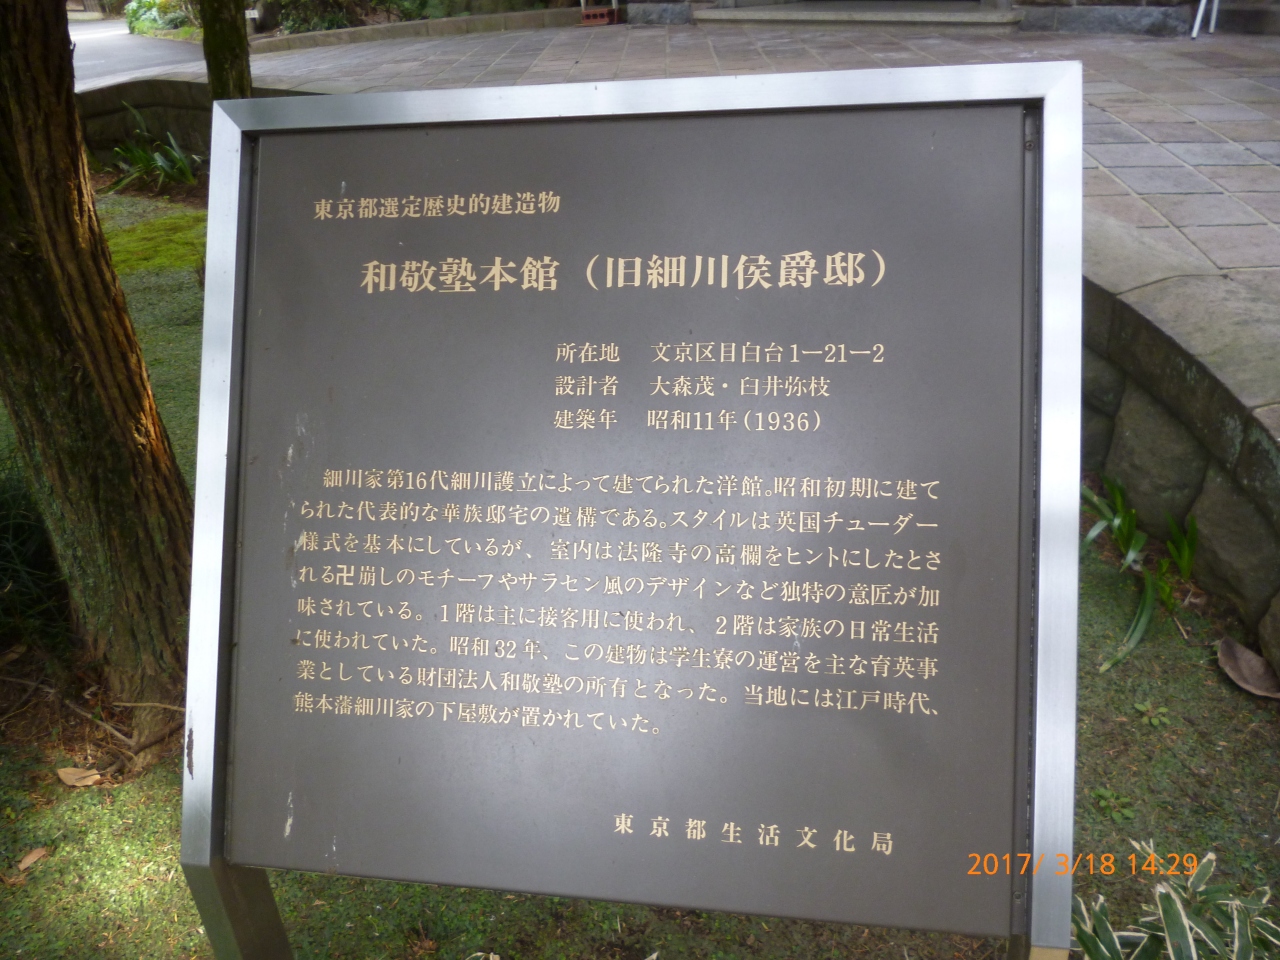 東京都選定歴史的建造物
和敬塾本館（旧細川侯爵邸）
所在地　文京区目白台1ー21ー2
設計者　大森茂・臼井弥枝
建築年　昭和11年（1936）
細川家第16代細川護立によって建てられた洋館。昭和初期に建て
られた代表的な華族邸宅の遺構である。スタイルは英国チューダー
様式を基本にしているが、室内は法隆寺の高欄をヒントにしたとさ
れる卍崩しのモチーフやサラセン風のデザインなど独特の意匠が加
味されている。1階は主に接客用に使われ、2階は家族の日常生活
に使われていた。昭和32年、この建物は学生寮の運営を主な育英事
業としている財団法人和敬塾の所有となった。当地には江戸時代、
熊本藩細川家の下屋敷が置かれていた。
東京都生活文化局
2017/ 3/18 14:29